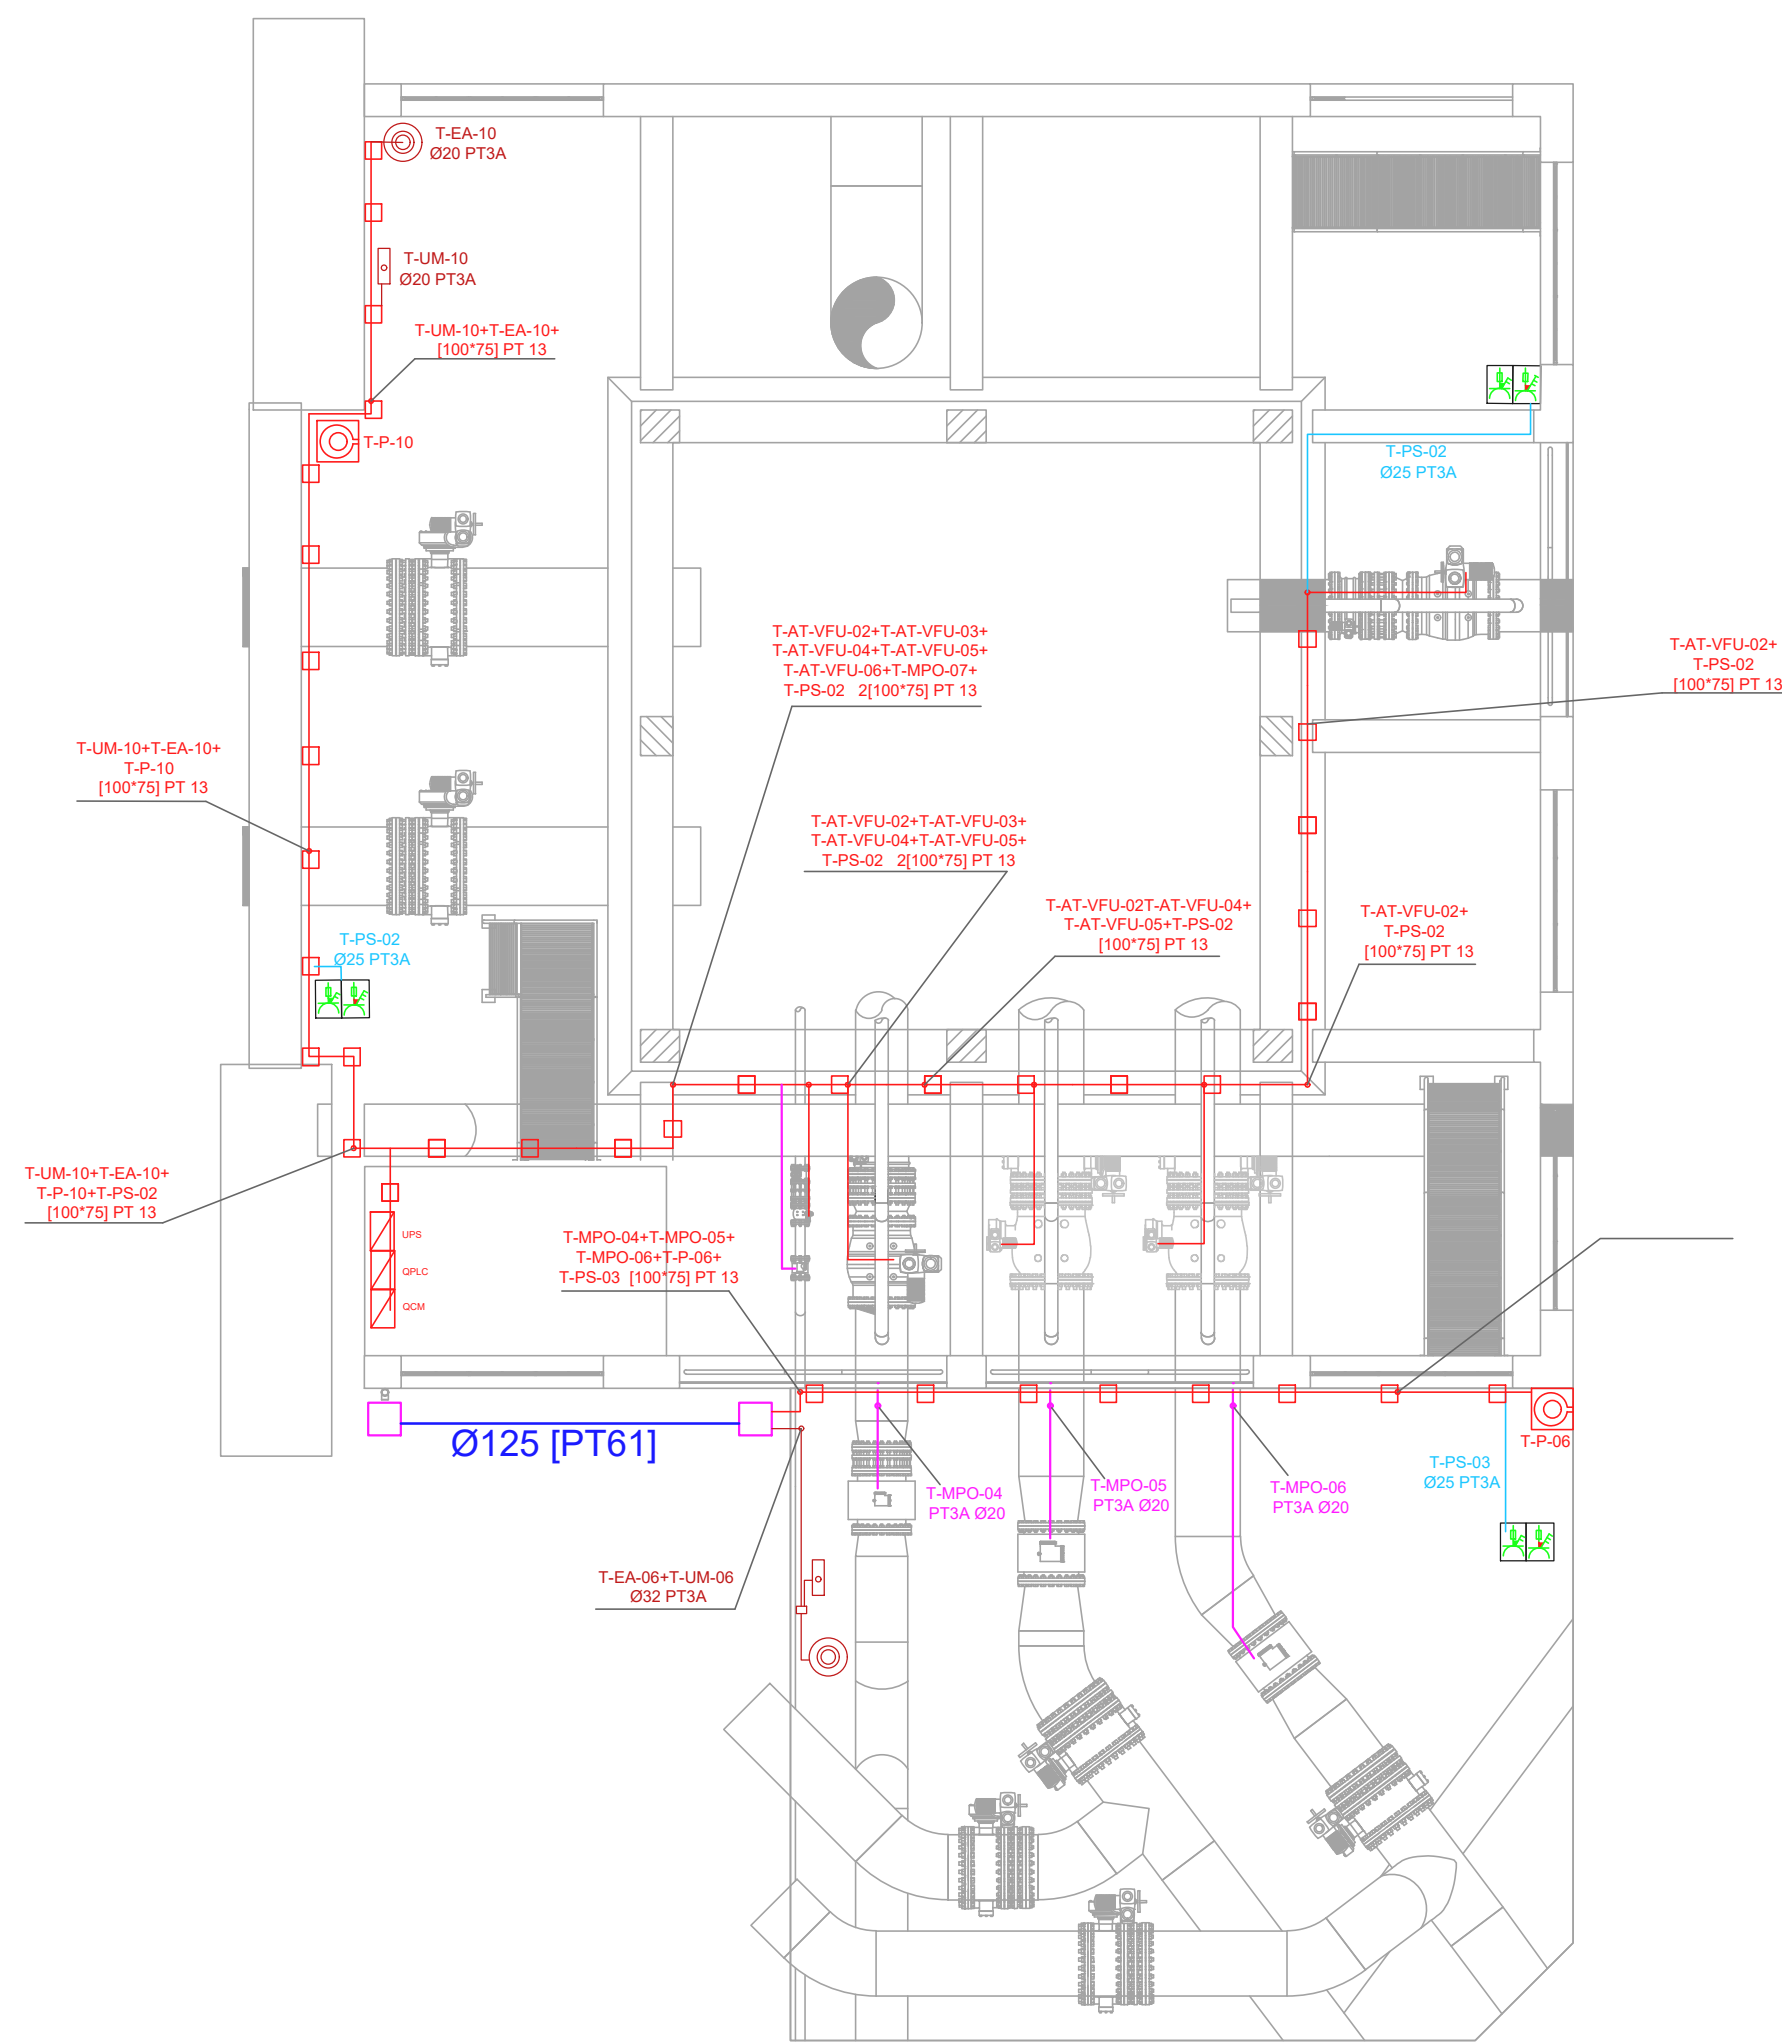 T-EA-10
Ø20 PT3A
T-UM-10
Ø20 PT3A
T-UM-10+T-EA-10+
[100*75] PT 13
T-P-10
T-PS-02
Ø25 PT3A
T-AT-VFU-02+T-AT-VFU-03+
T-AT-VFU-04+T-AT-VFU-05+
T-AT-VFU-06+T-MPO-07+
T-PS-02 2[100*75] PT 13
T-AT-VFU-02+
T-PS-02
[100*75] PT 13
T-UM-10+T-EA-10+
T-P-10
[100*75] PT 13
T-AT-VFU-02+T-AT-VFU-03+
T-AT-VFU-04+T-AT-VFU-05+
T-PS-02 2[100*75] PT 13
T-AT-VFU-02T-AT-VFU-04+
T-AT-VFU-05+T-PS-02
[100*75] PT 13
T-AT-VFU-02+
T-PS-02
[100*75] PT 13
T-PS-02
Ø25 PT3A
T-UM-10+T-EA-10+
T-P-10+T-PS-02
[100*75] PT 13
UPS
QPLC
QCM
T-MPO-04+T-MPO-05+
T-MPO-06+T-P-06+
T-PS-03 [100*75] PT 13
Ø125 [PT61]
T-P-06
T-PS-03
Ø25 PT3A
T-MPO-04
PT3A Ø20
T-MPO-05
PT3A Ø20
T-MPO-06
PT3A Ø20
T-EA-06+T-UM-06
Ø32 PT3A